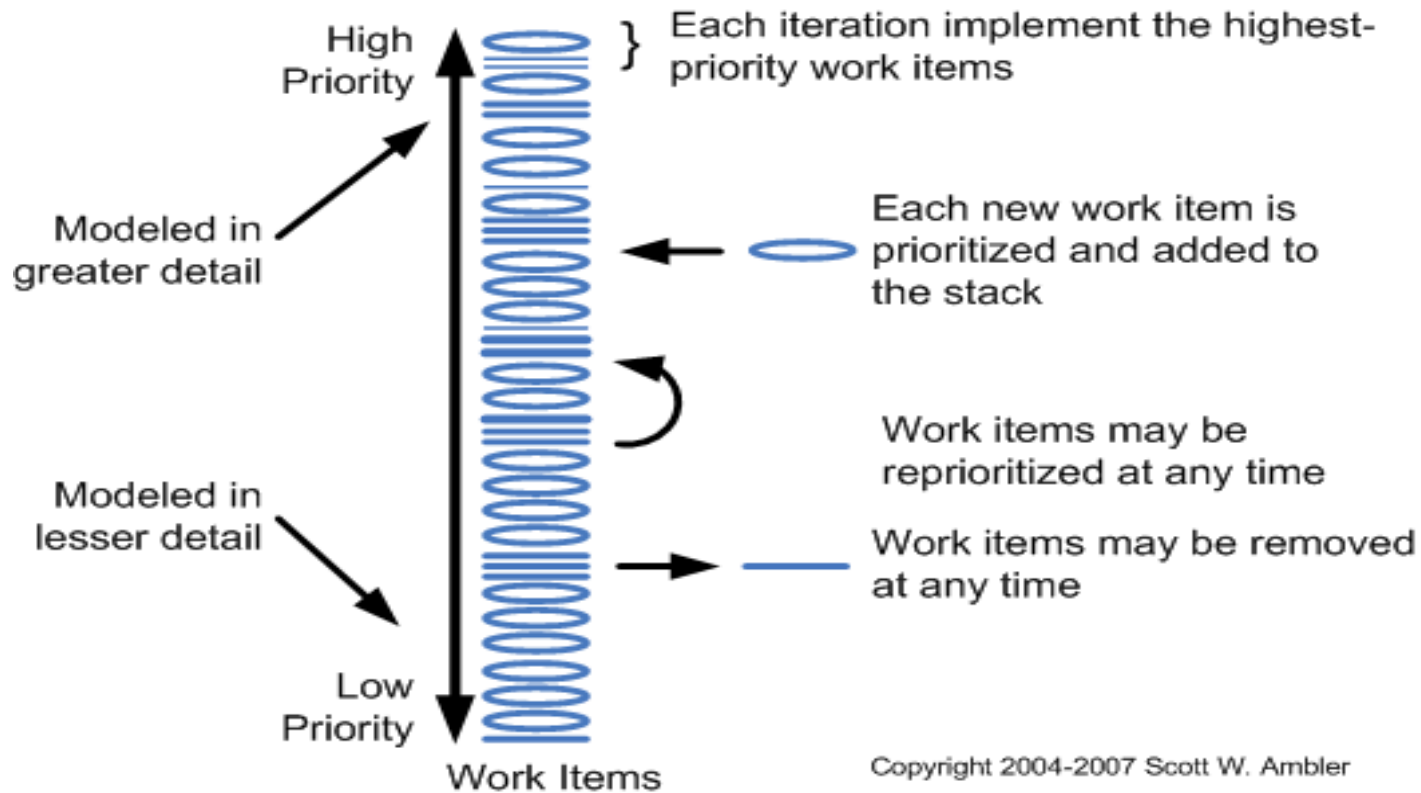 High
Priority
Each iteration implement the highest-
priority work items
Modeled in
greater detail
Each new work item is
prioritized and added to
the stack
Work items may be
reprioritized at any time
Modeled in
lesser detail
Work items may be removed
at any time
Low
Priority
Work Items
Copyright 2004-2007 Scott W. Ambler